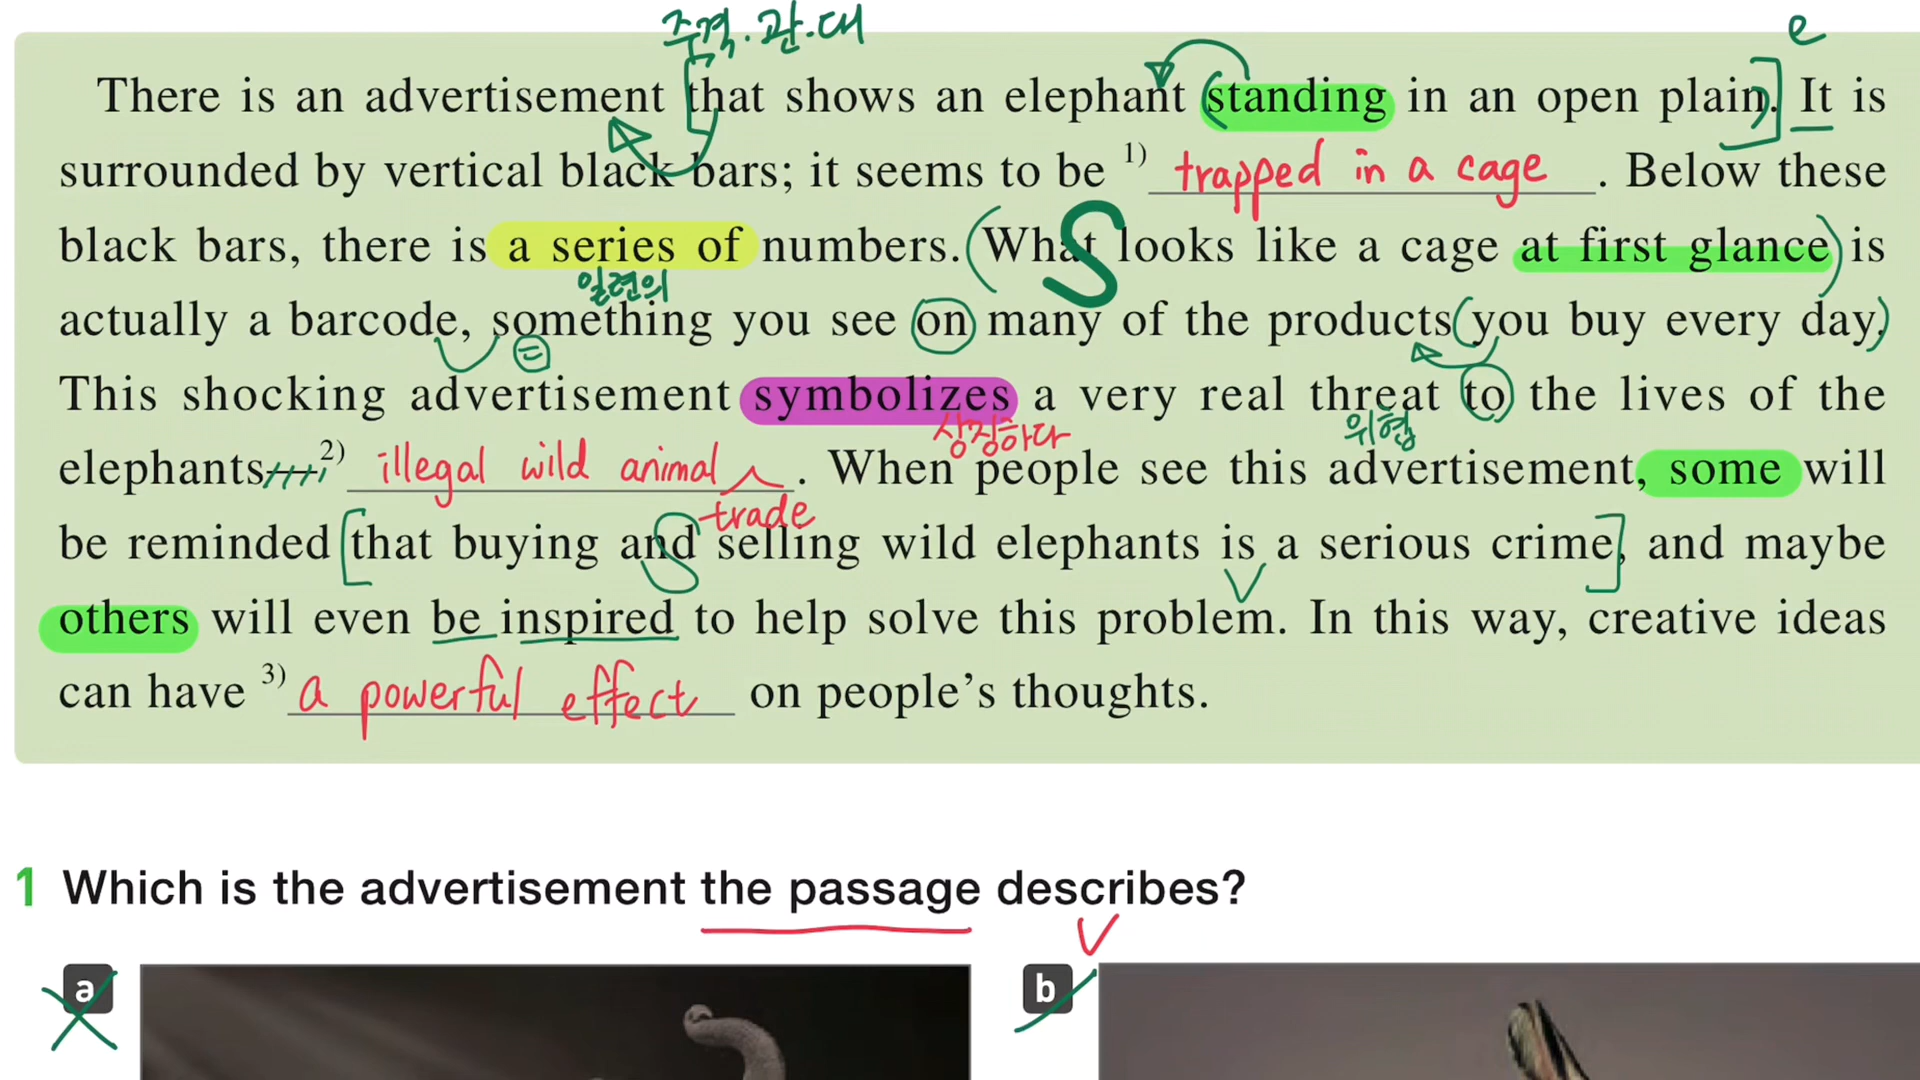 주격.관.대
e
There is an advertisement that shows an elephant standing in an open plain. It is
surrounded by vertical black bars; it seems to be 1) trapped in a cage. Below these
black bars, there is a series of numbers. What looks like a cage at first glance is
S
일련의
actually a barcode, something you see on many of the products you buy every day.
=
This shocking advertisement symbolizes a very real threat to the lives of the
상징하다
위협
elephants 2) illegal wild animal. When people see this advertisement, some will
trade
be reminded that buying and selling wild elephants is a serious crime, and maybe
S
V
others will even be inspired to help solve this problem. In this way, creative ideas
can have 3) a powerful effect on people's thoughts.
1 Which is the advertisement the passage describes?
a
b